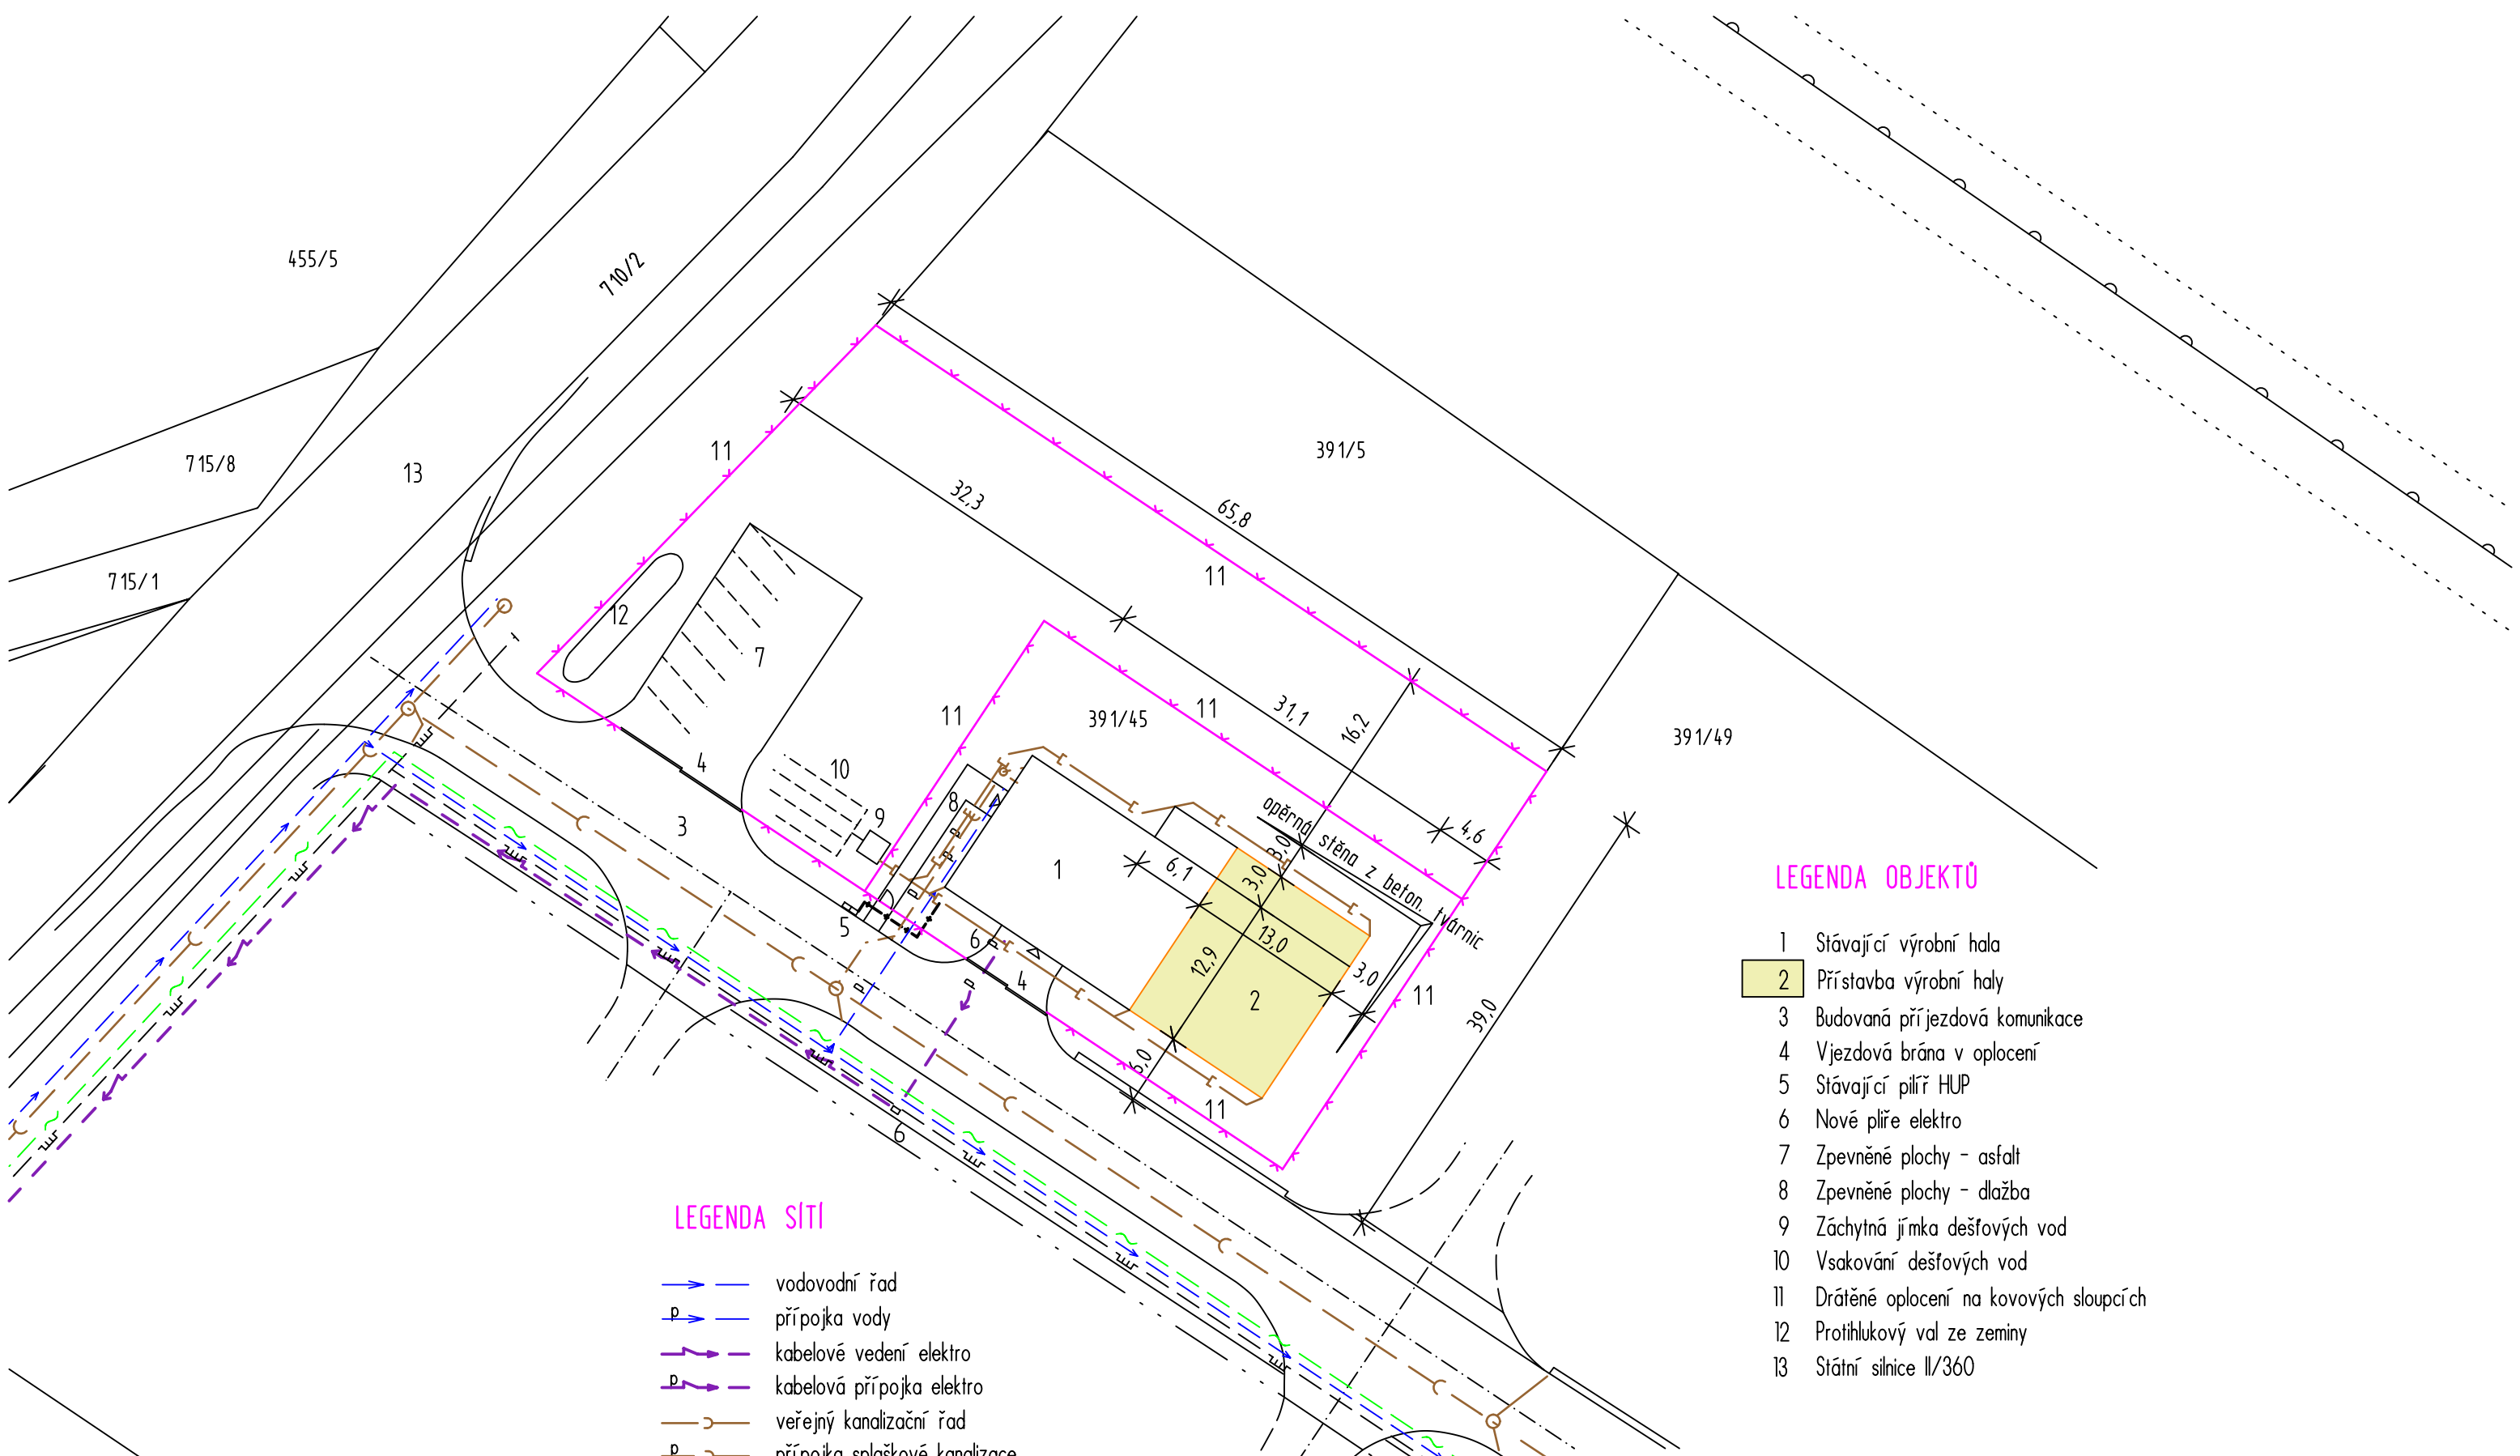 455/5
710/2
715/8
13
715/1
11
391/5
32,3
65,8
11
12
7
11
391/45
11
31,1
16,2
391/49
4
10
3
8
9
opěrná stěna z beton. tvárnic
4,6
1
6,1
3,0
3,0
13,0
12,9
3,0
5
6
4
2
11
39,0
6,0
11
6
LEGENDA OBJEKTŮ
1 Stávající výrobní hala
2 Přístavba výrobní haly
3 Budovaná příjezdová komunikace
4 Vjezdová brána v oplocení
5 Stávající pilíř HUP
6 Nové plíře elektro
7 Zpevněné plochy - asfalt
8 Zpevněné plochy - dlažba
9 Záchytná jímka dešťových vod
10 Vsakování dešťových vod
11 Drátěné oplocení na kovových sloupcích
12 Protihlukový val ze zeminy
13 Státní silnice II/360
LEGENDA SÍTÍ
vodovodní řad
p přípojka vody
kabelové vedení elektro
p kabelová přípojka elektro
veřejný kanalizační řad
p přípojka splaškové kanalizace